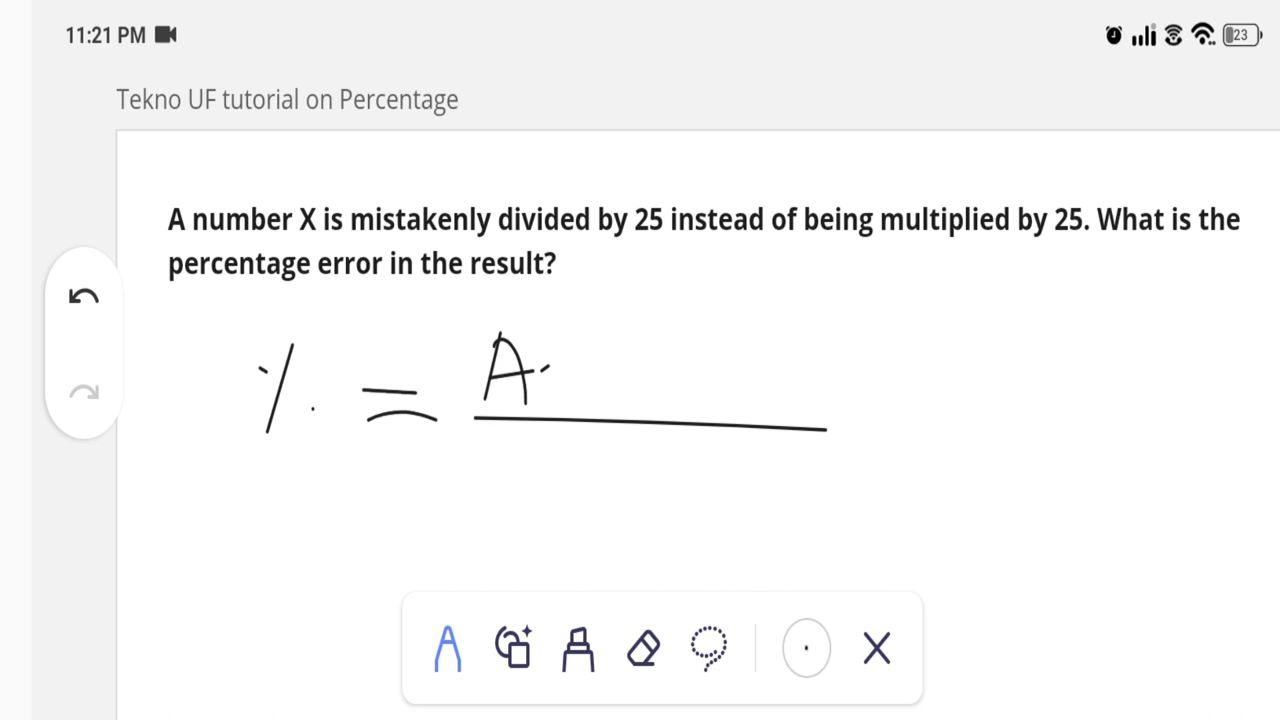 11:21 PM
23
Tekno UF tutorial on Percentage
A number X is mistakenly divided by 25 instead of being multiplied by 25. What is the
percentage error in the result?
% = A